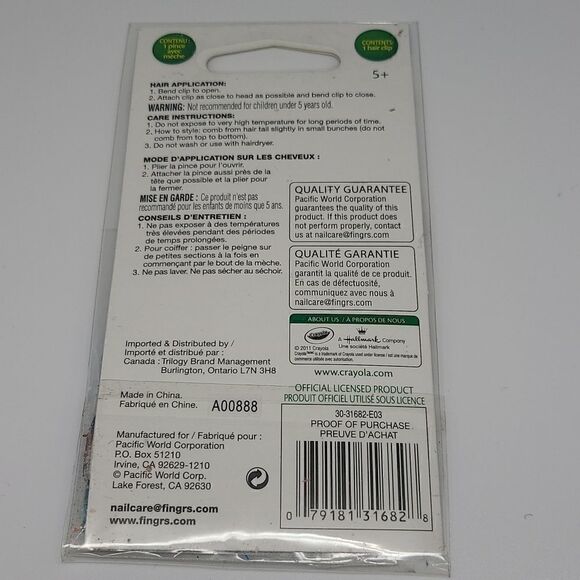 CONTENU:
1 pince
avec
mèche
CONTENTS:
1 hair clip
5+
HAIR APPLICATION:
1. Bend clip to open.
2. Attach clip as close to head as possible and bend clip to close.
WARNING: Not recommended for children under 5 years old.
CARE INSTRUCTIONS:
1. Do not expose to very high temperature for long periods of time.
2. How to style: comb from hair tail slightly in small bunches (do not
comb from top to bottom).
3. Do not wash or use with hairdryer.
MODE D'APPLICATION SUR LES CHEVEUX :
1. Plier la pince pour l'ouvrir.
2. Attacher la pince aussi près de la
tête que possible et la plier pour
la fermer.
MISE EN GARDE : Ce produit n'est pas
recommandé pour les enfants de moins que 5 ans.
CONSEILS D'ENTRETIEN :
1. Ne pas exposer à des températures
très élevées pendant des périodes
de temps prolongées.
2. Pour coiffer : passer le peigne sur
de petites sections à la fois en
commençant par le bout de la mèche.
3. Ne pas laver. Ne pas sécher au séchoir.
QUALITY GUARANTEE
Pacific World Corporation
guarantees the quality of this
product. If this product does
not perform properly, contact
us at nailcare@fingrs.com
QUALITÉ GARANTIE
Pacific World Corporation
garantit la qualité de ce produit.
En cas de défectuosité,
communiquez avec nous à
nailcare@fingrs.com
ABOUT US / À PROPOS DE NOUS
Crayola
A Hallmark Company
Une société Hallmark
© 2011 Crayola
www.crayola.com
OFFICIAL LICENSED PRODUCT
PRODUIT OFFICIEL UTILISÉ SOUS LICENCE
30-31682-E03
PROOF OF PURCHASE
PREUVE D'ACHAT
0 79181 31682 8
Imported & Distributed by /
Importé et distribué par :
Canada : Trilogy Brand Management
Burlington, Ontario L7N 3H8
Made in China.
Fabriqué en Chine.
A00888
Manufactured for / Fabriqué pour :
Pacific World Corporation
P.O. Box 51210
Irvine, CA 92629-1210
© Pacific World Corp.
Lake Forest, CA 92630
nailcare@fingrs.com
www.fingrs.com